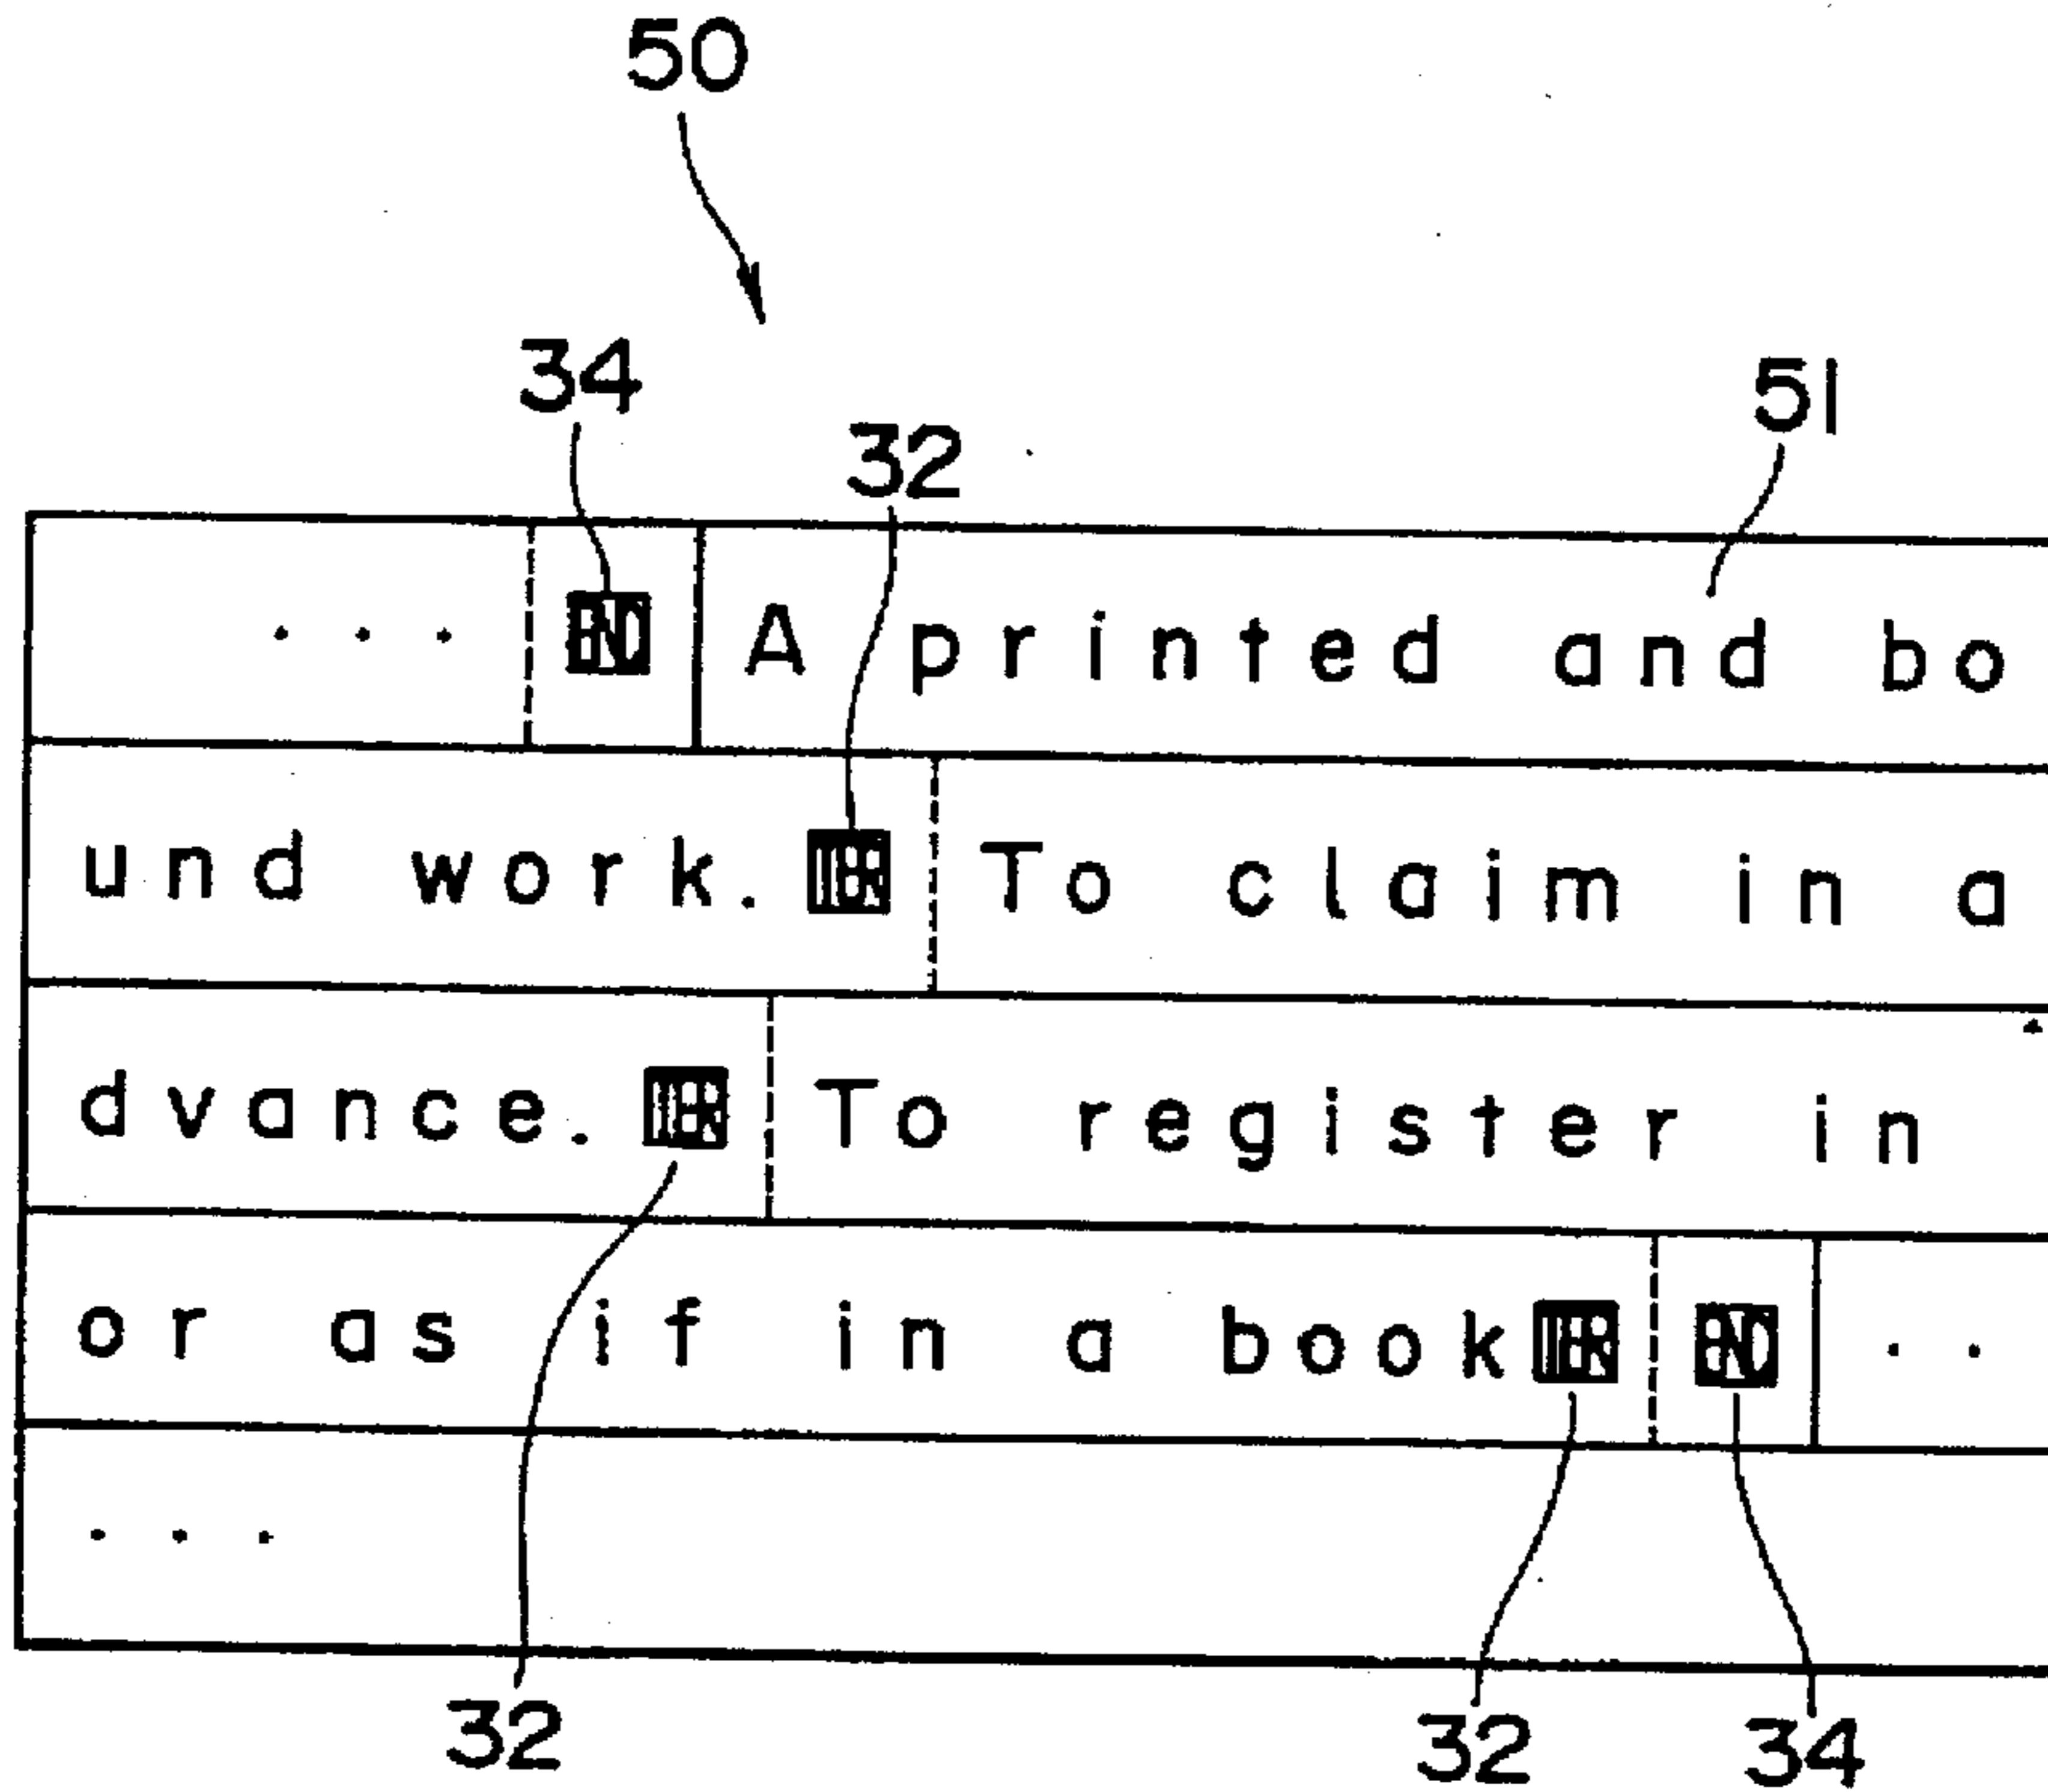 50
34
32
51
. . . A printed and bo
und work. To claim in a
dvance. To register in
or as if in a book . .
. . .
32
32
34